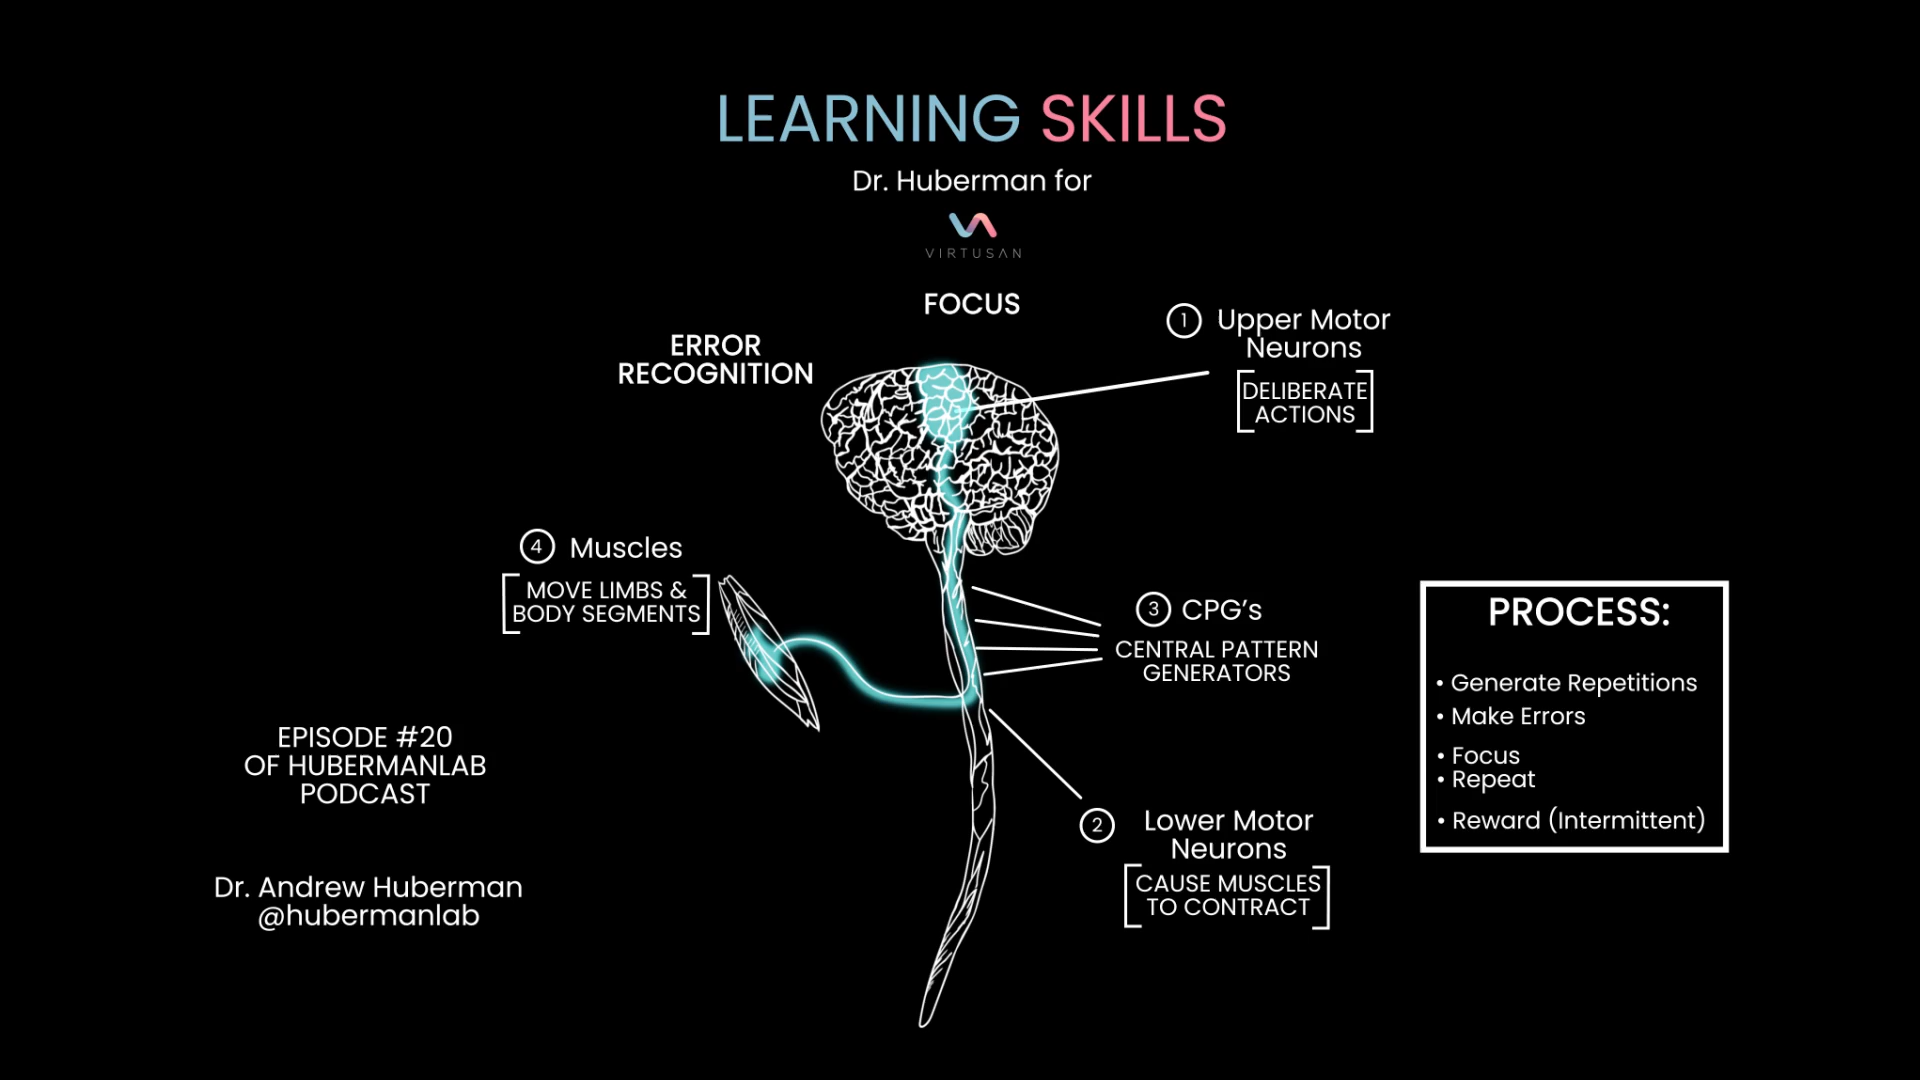 LEARNING SKILLS
Dr. Huberman for
VIRTUSAN
FOCUS
ERROR
RECOGNITION
1 Upper Motor
Neurons
DELIBERATE
ACTIONS
4 Muscles
MOVE LIMBS &
BODY SEGMENTS
3 CPG's
CENTRAL PATTERN
GENERATORS
2 Lower Motor
Neurons
CAUSE MUSCLES
TO CONTRACT
PROCESS:
• Generate Repetitions
• Make Errors
• Focus
• Repeat
• Reward (Intermittent)
EPISODE #20
OF HUBERMANLAB
PODCAST
Dr. Andrew Huberman
@hubermanlab